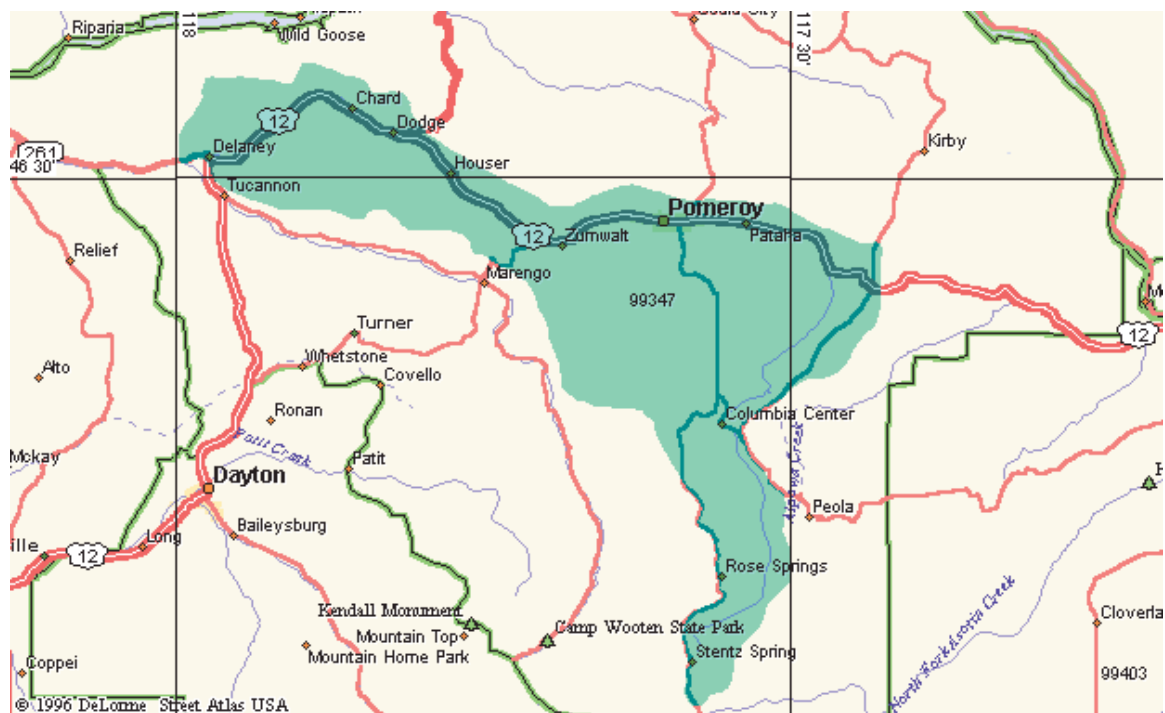 Riparia
Wild Goose
118
117 30'
Chard
12
Dodge
Kirby
Delaney
261
46 30'
Houser
Tucannon
Pomeroy
12
Zumwalt
Pataha
Relief
Marengo
99347
Turner
12
Whetstone
Alto
Covello
Ronan
Columbia Center
Patit Creek
Alpowa Creek
Mckay
Patit
Dayton
Peola
Baileysburg
Long
ille
12
Rose Springs
North Fork Asotin Creek
Kendall Monument
Camp Wooten State Park
Cloverla
Mountain Top
Mountain Home Park
Stentz Spring
Coppei
99403
© 1996 DeLorme Street Atlas USA